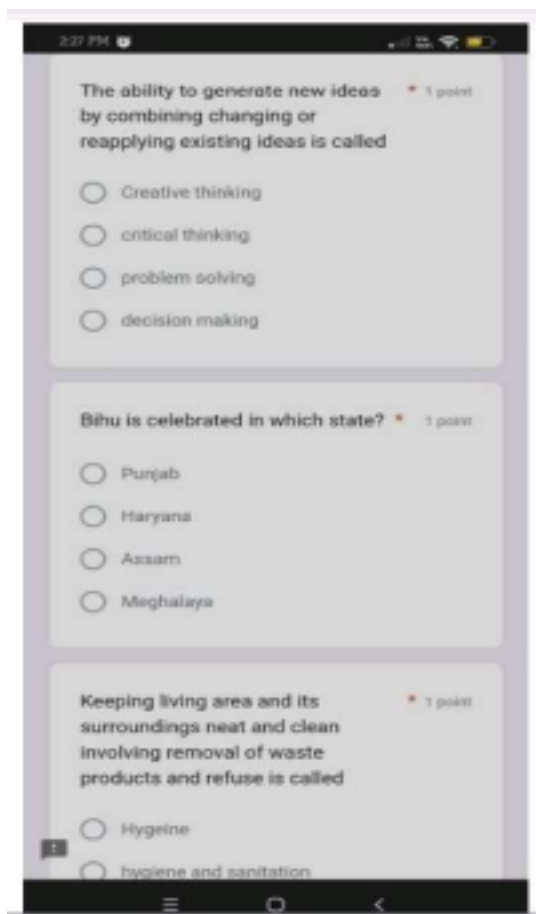 2:27 PM
The ability to generate new ideas * 1 point
by combining changing or
reapplying existing ideas is called
Creative thinking
critical thinking
problem solving
decision making
Bihu is celebrated in which state? * 1 point
Punjab
Haryana
Assam
Meghalaya
Keeping living area and its * 1 point
surroundings neat and clean
involving removal of waste
products and refuse is called
Hygeine
hygiene and sanitation